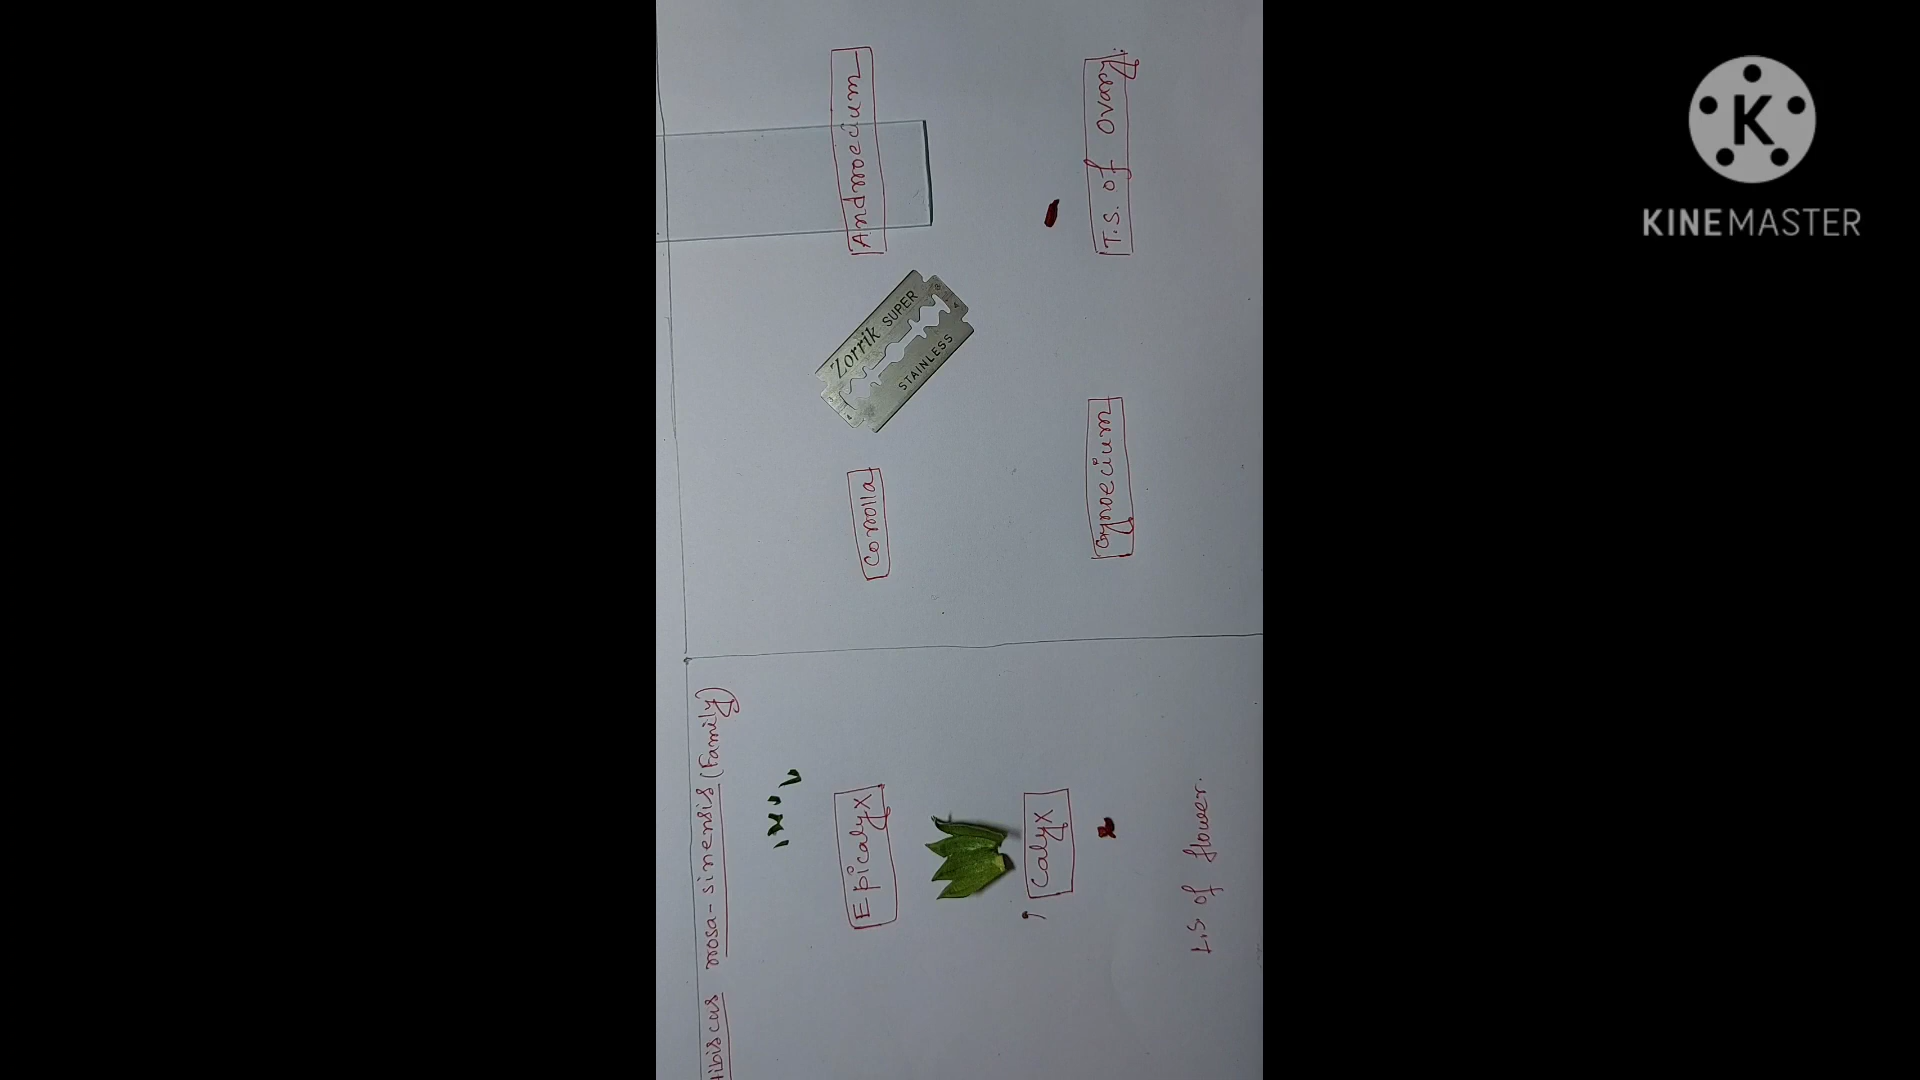 Hibiscus rosa-sinensis (Family)
Epicalyx
Calyx
L.S. of flower.
Corolla
Androecium
Gynoecium
T.S. of Ovary.
Zorrik SUPER
STAINLESS
K
KINEMASTER